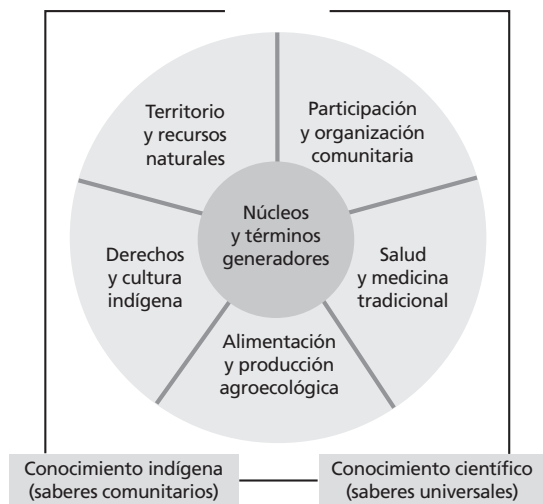 Territorio
y recursos
naturales
Participación
y organización
comunitaria
Núcleos
y términos
generadores
Derechos
y cultura
indígena
Salud
y medicina
tradicional
Alimentación
y producción
agroecológica
Conocimiento indígena
(saberes comunitarios)
Conocimiento científico
(saberes universales)